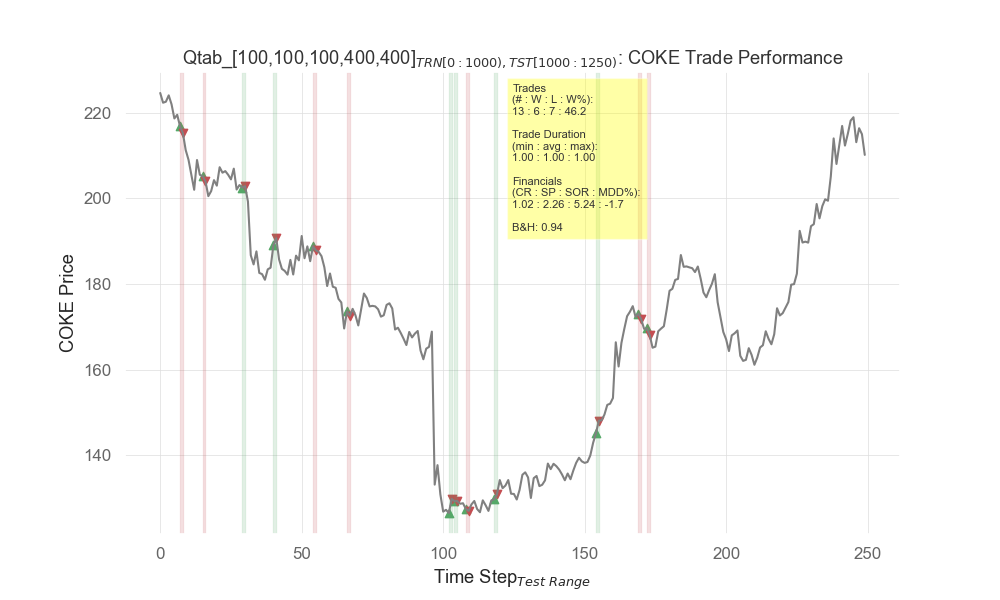 Qtab_[100,100,100,400,400]TRN[0 : 1000), TST[1000 : 1250): COKE Trade Performance
Trades
(# : W : L : W%):
13 : 6 : 7 : 46.2
Trade Duration
(min : avg : max):
1.00 : 1.00 : 1.00
Financials
(CR : SP : SOR : MDD%):
1.02 : 2.26 : 5.24 : -1.7
B&H: 0.94
COKE Price
220
200
180
160
140
0 50 100 150 200 250
Time StepTest Range